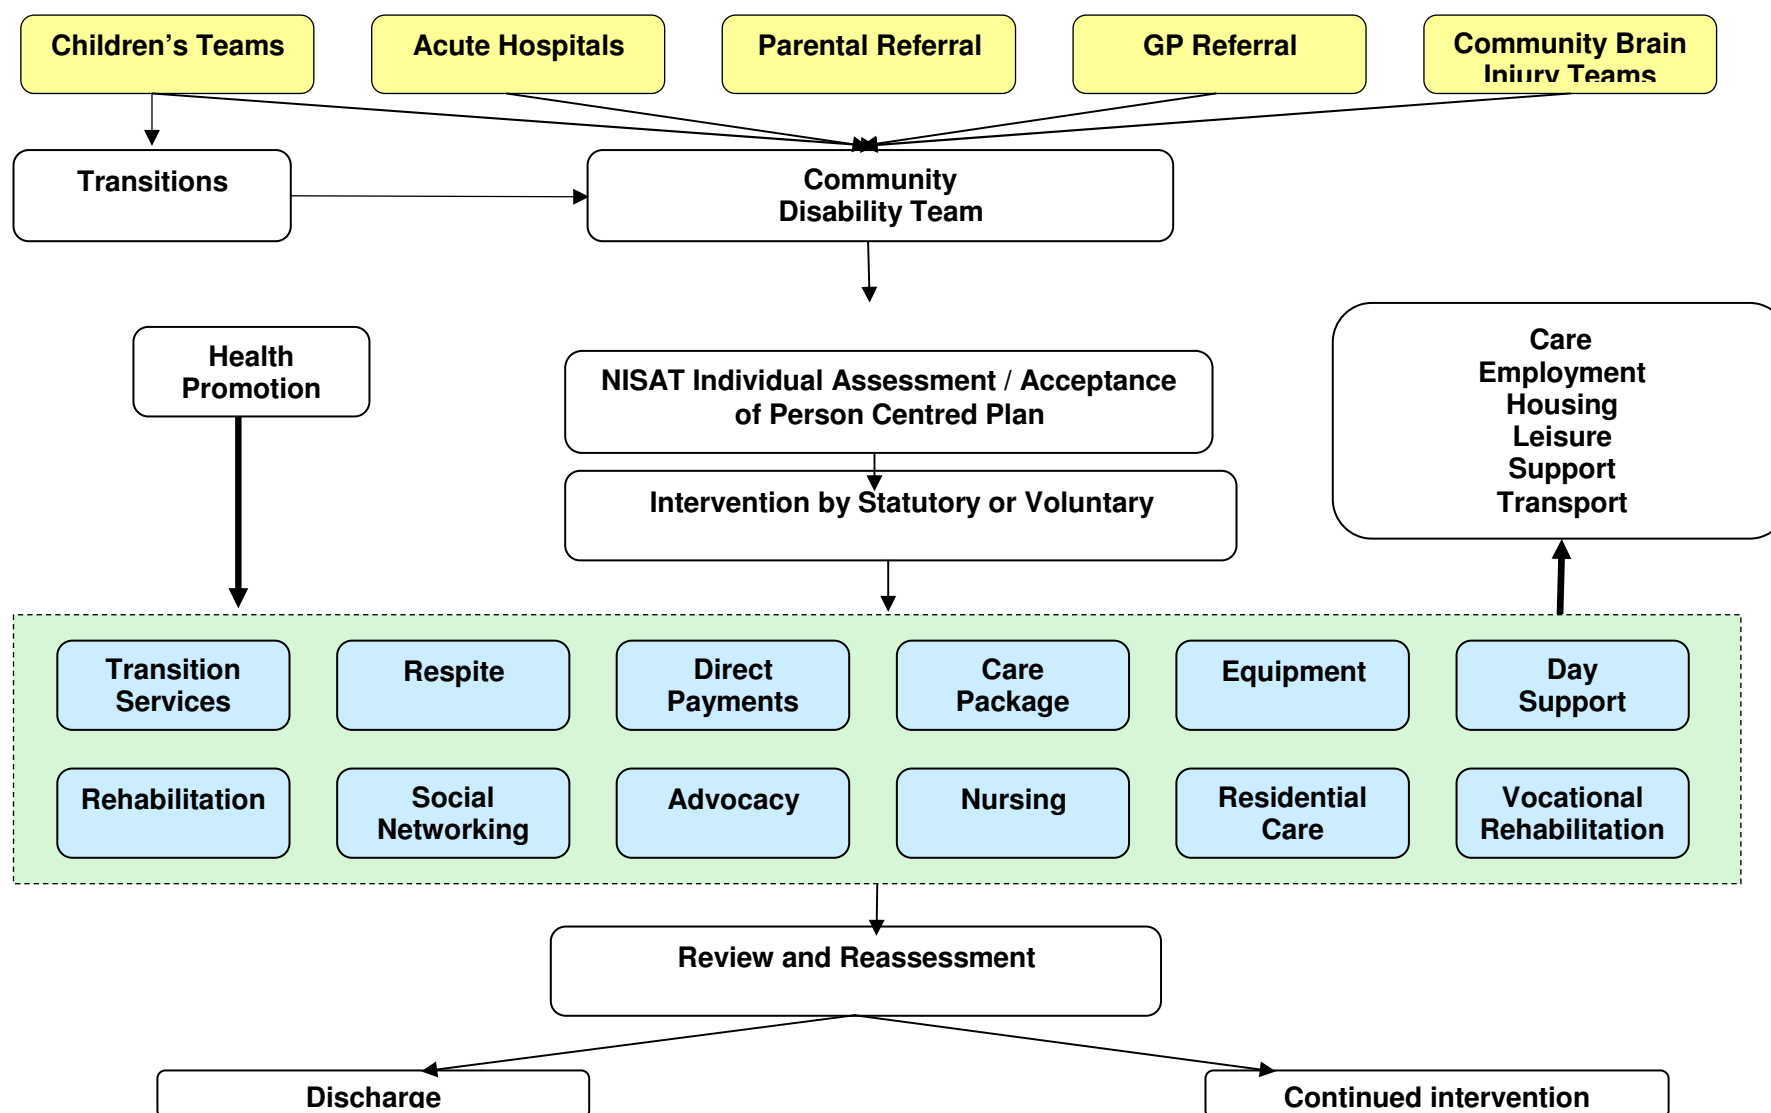 Children’s Teams
Acute Hospitals
Parental Referral
GP Referral
Community Brain
Injury Teams
Transitions
Community
Disability Team
Health
Promotion
NISAT Individual Assessment / Acceptance
of Person Centred Plan
Care
Employment
Housing
Leisure
Support
Transport
Intervention by Statutory or Voluntary
Transition
Services
Respite
Direct
Payments
Care
Package
Equipment
Day
Support
Rehabilitation
Social
Networking
Advocacy
Nursing
Residential
Care
Vocational
Rehabilitation
Review and Reassessment
Discharge
Continued intervention